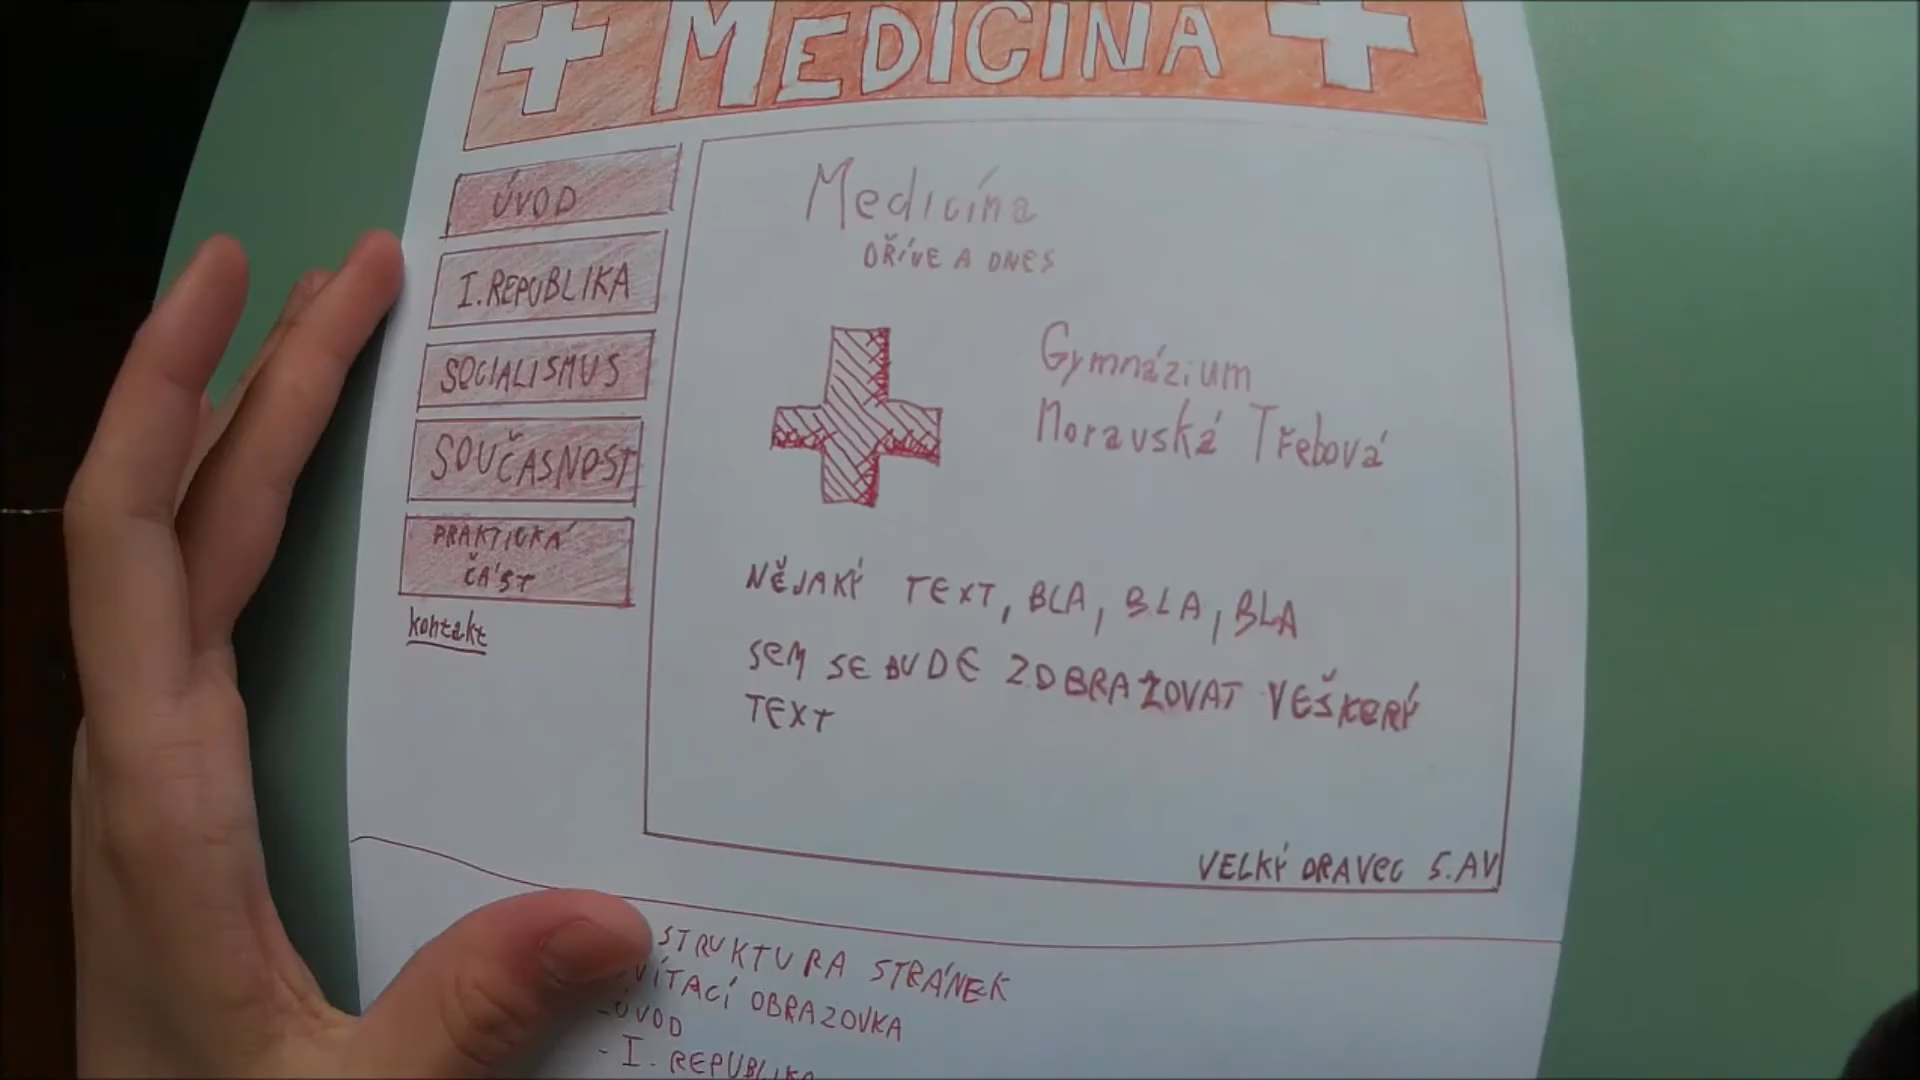 MEDICÍNA
ÚVOD
I. REPUBLIKA
SOCIALISMUS
SOUČASNOST
PRAKTICKÁ
ČÁST
kontakt
Medicína
DŘÍVE A DNES
Gymnázium
Moravská Třebová
NĚJAKÝ TEXT, BLA, BLA, BLA
SEM SE BUDE ZOBRAZOVAT VEŠKERÝ
TEXT
VELKÝ DRAVEC 5.AV
STRUKTURA STRÁNEK
VÍTACÍ OBRAZOVKA
-ÚVOD
- I. REPUBLIKA